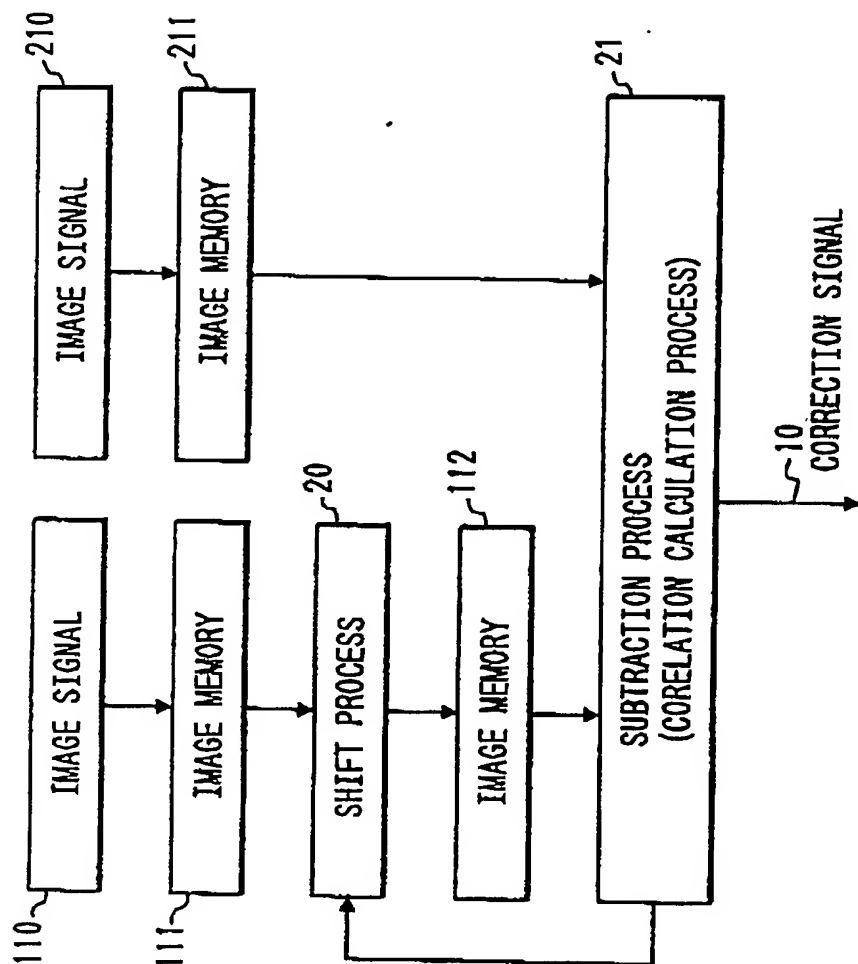 110
IMAGE SIGNAL
210
IMAGE SIGNAL
111
IMAGE MEMORY
211
IMAGE MEMORY
20
SHIFT PROCESS
112
IMAGE MEMORY
21
SUBTRACTION PROCESS
(CORELATION CALCULATION PROCESS)
10
CORRECTION SIGNAL